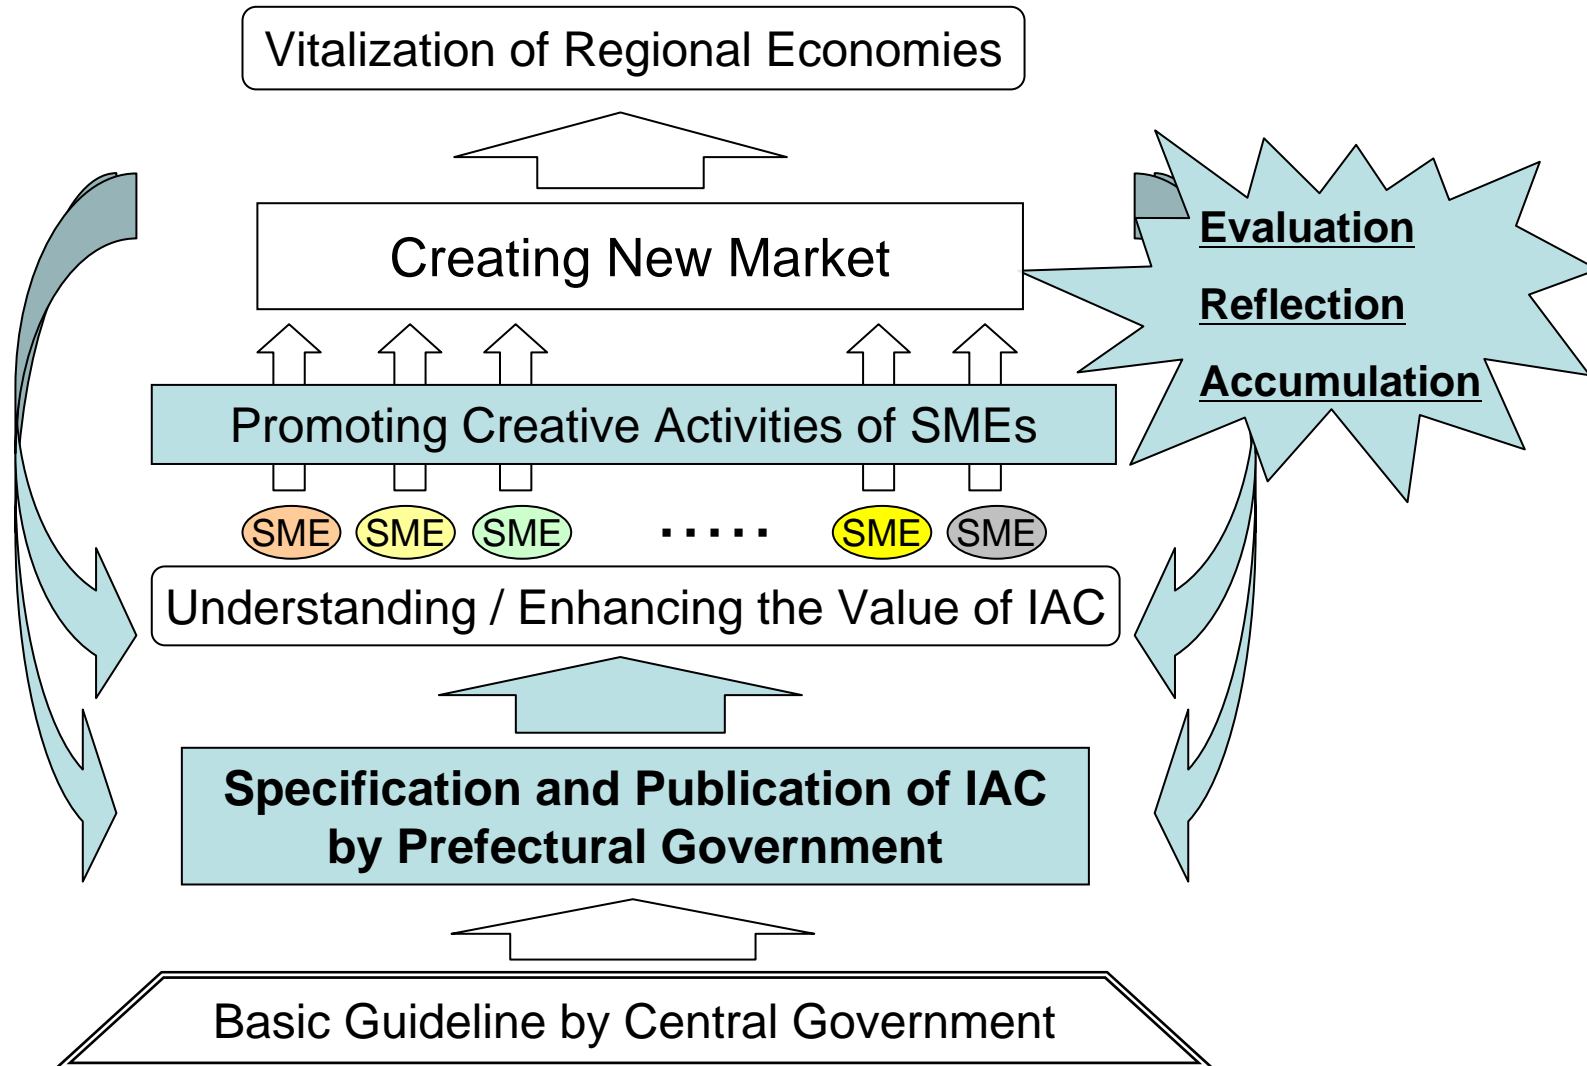 Vitalization of Regional Economies
Creating New Market
Evaluation
Reflection
Accumulation
Promoting Creative Activities of SMEs
SME SME SME ..... SME SME
Understanding / Enhancing the Value of IAC
Specification and Publication of IAC
by Prefectural Government
Basic Guideline by Central Government